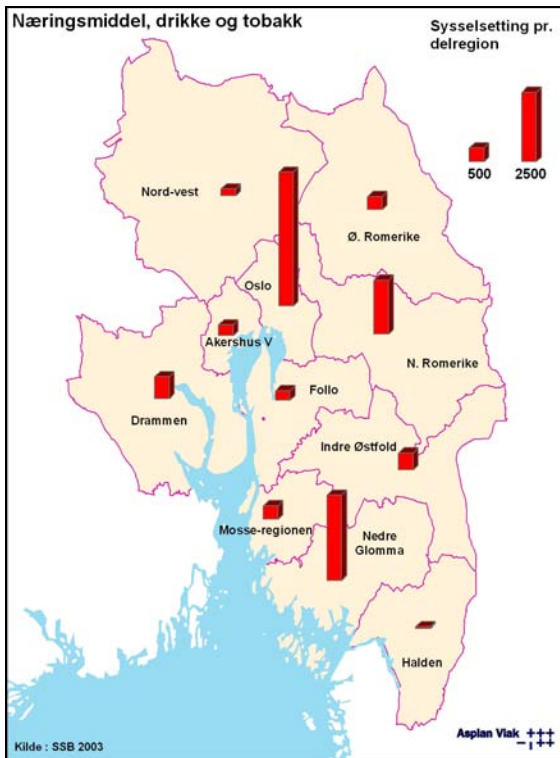 Næringsmiddel, drikke og tobakk
Sysselsetting pr.
delregion
500 2500
Nord-vest
Ø. Romerike
Oslo
Akershus V
N. Romerike
Drammen
Follo
Indre Østfold
Mosse-regionen
Nedre
Glomma
Halden
Kilde : SSB 2003
Asplan Viak